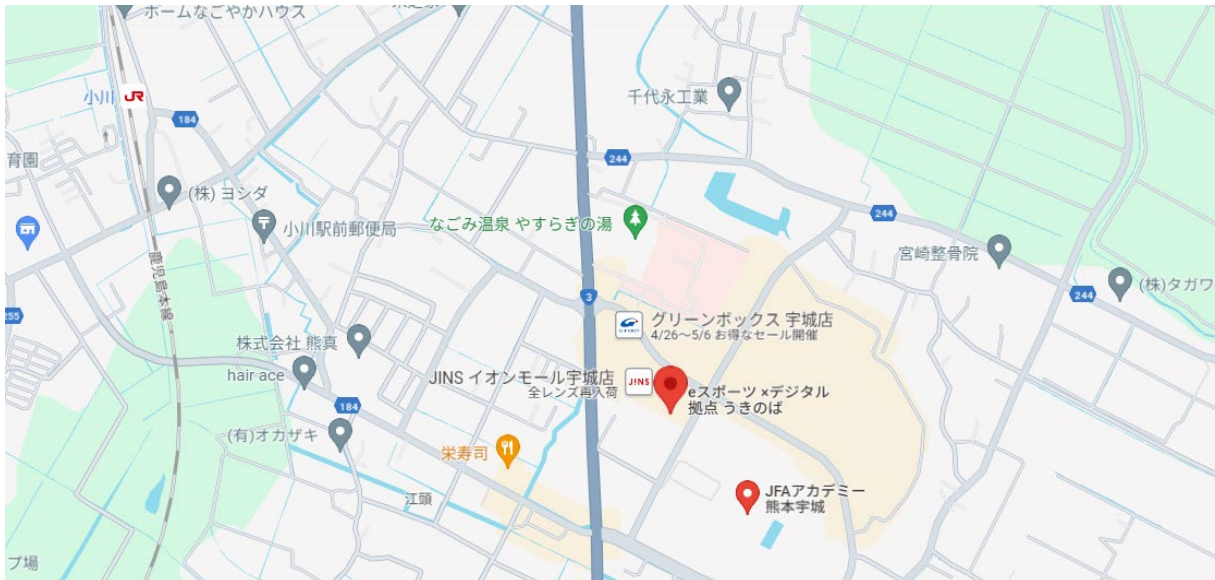 ホームなごやかハウス
小川 JR
184
千代永工業
育園
244
(株) ヨシダ
なごみ温泉 やすらぎの湯
244
小川駅前郵便局
宮崎整骨院
鹿児島本線
(株)タガワ
244
3
255
グリーンボックス 宇城店
4/26～5/6 お得なセール開催
株式会社 熊真
hair ace
JINS イオンモール宇城店
全レンズ再入荷
JINS
eスポーツ ×デジタル
拠点 うきのば
184
(有)オカザキ
栄寿司
江頭
JFAアカデミー
熊本宇城
プ場